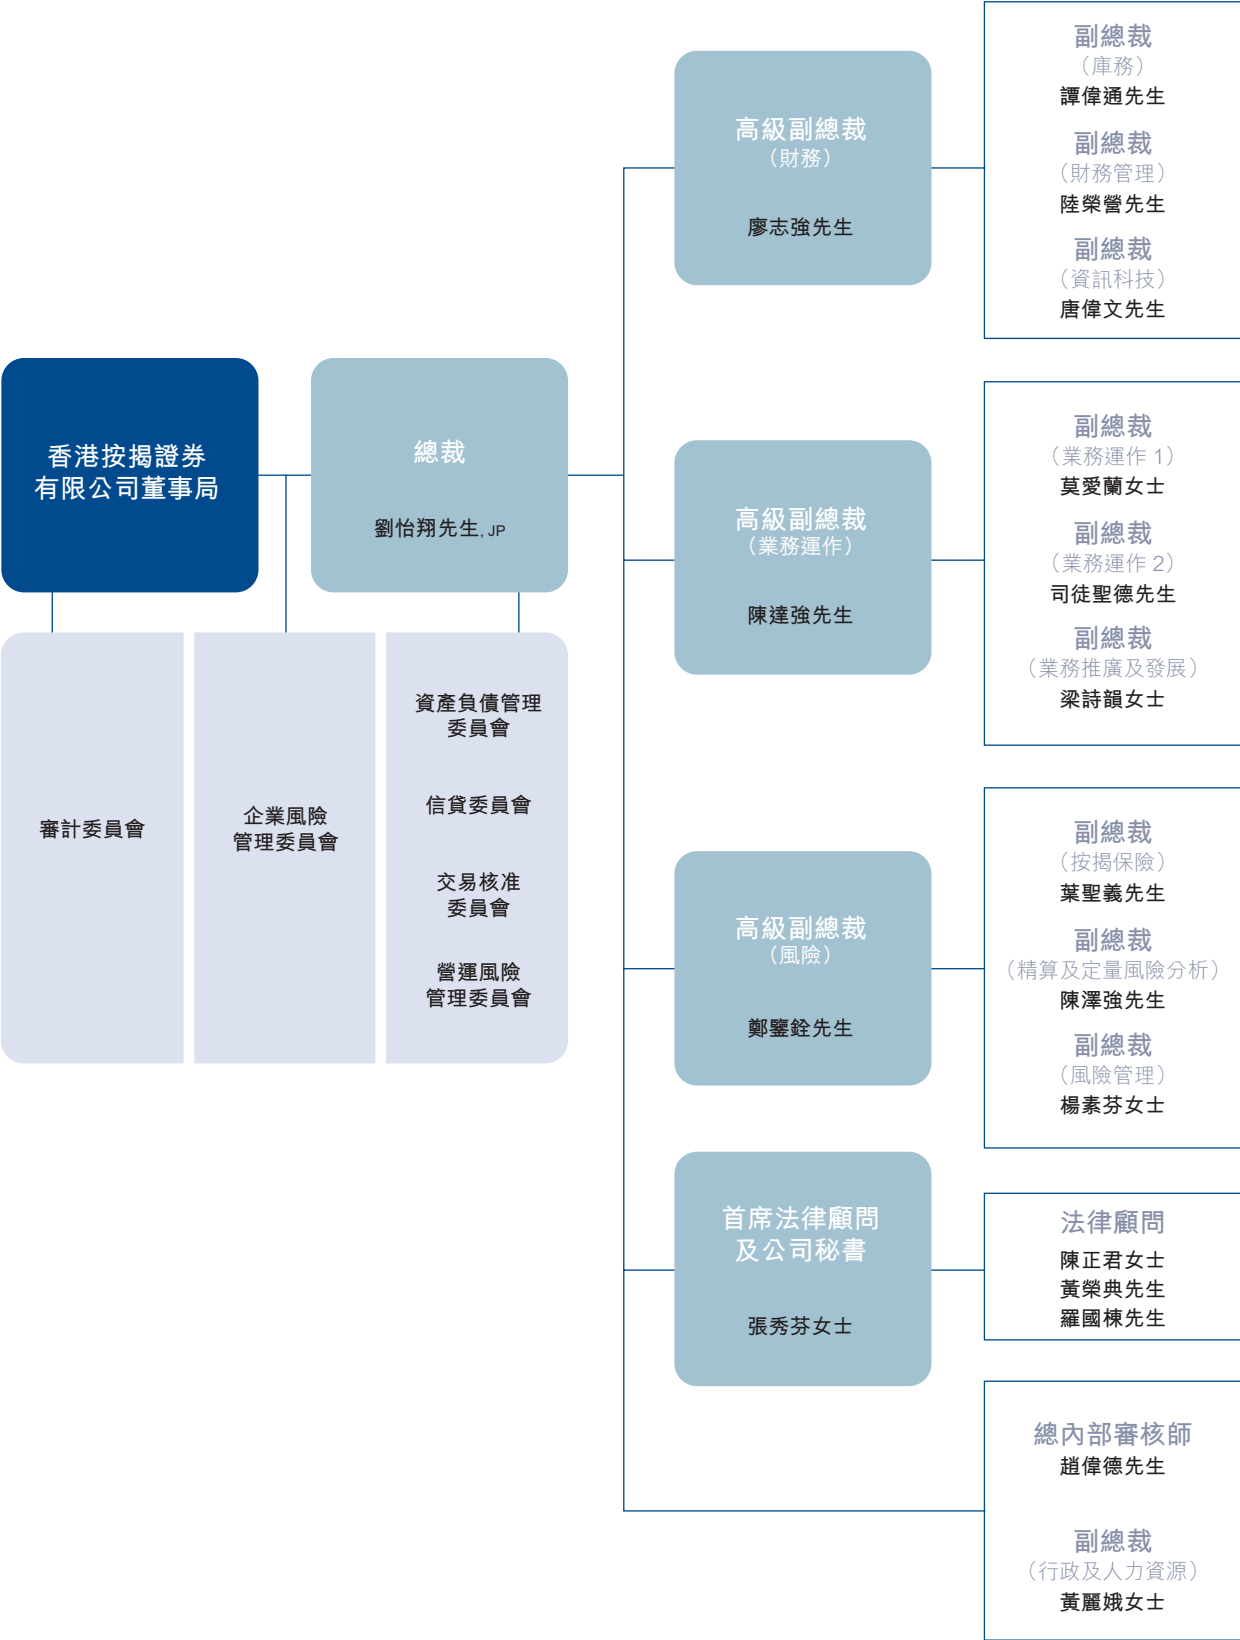 香港按揭證券
有限公司董事局
總裁
劉怡翔先生, JP
審計委員會
企業風險
管理委員會
資產負債管理
委員會
信貸委員會
交易核准
委員會
營運風險
管理委員會
高級副總裁
（財務）
廖志強先生
副總裁
（庫務）
譚偉通先生
副總裁
（財務管理）
陸榮營先生
副總裁
（資訊科技）
唐偉文先生
高級副總裁
（業務運作）
陳達強先生
副總裁
（業務運作 1）
莫愛蘭女士
副總裁
（業務運作 2）
司徒聖德先生
副總裁
（業務推廣及發展）
梁詩韻女士
高級副總裁
（風險）
鄭鑒銓先生
副總裁
（按揭保險）
葉聖義先生
副總裁
（精算及定量風險分析）
陳澤強先生
副總裁
（風險管理）
楊素芬女士
首席法律顧問
及公司秘書
張秀芬女士
法律顧問
陳正君女士
黃榮典先生
羅國棟先生
總內部審核師
趙偉德先生
副總裁
（行政及人力資源）
黃麗娥女士